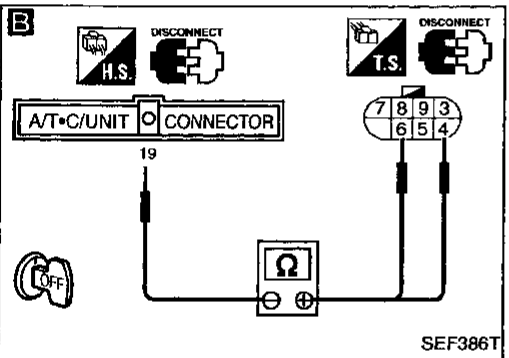 B
DISCONNECT
H.S.
DISCONNECT
T.S.
A/T•C/UNIT CONNECTOR
19
7 8 9 3
6 5 4
OFF
Ω
⊖ ⊕
SEF386T